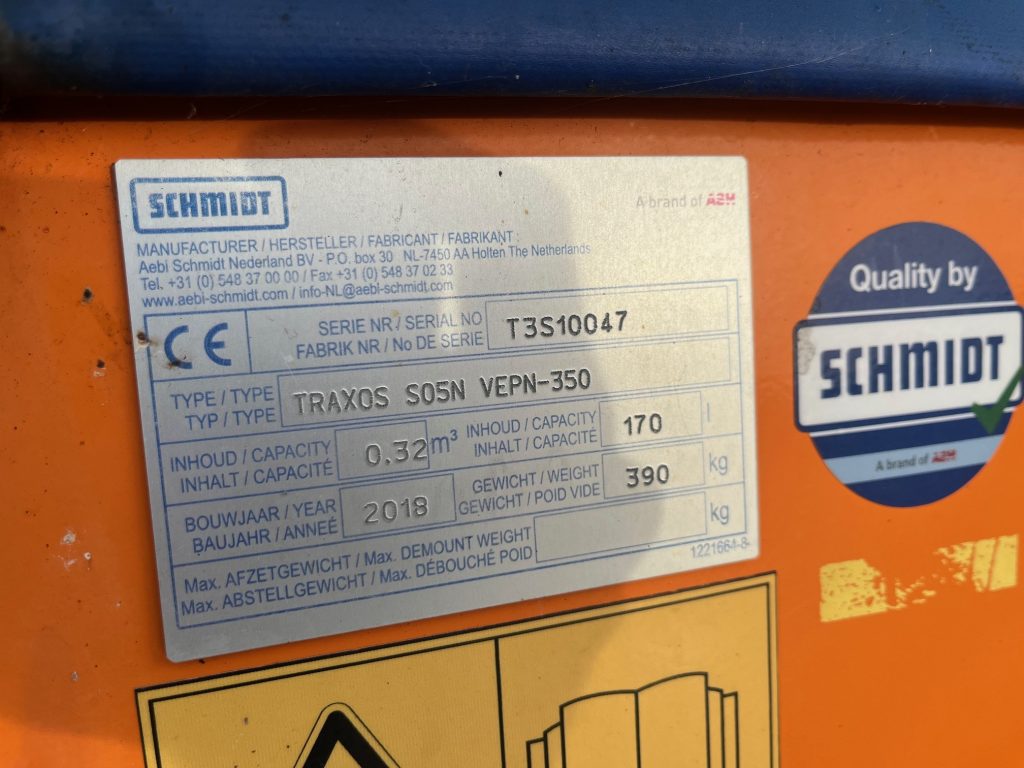 SCHMIDT
A brand of ASH
MANUFACTURER / HERSTELLER / FABRICANT / FABRIKANT :
Aebi Schmidt Nederland BV - P.O. box 30 NL-7450 AA Holten The Netherlands
Tel. +31 (0) 548 37 00 00 / Fax +31 (0) 548 37 02 33
www.aebi-schmidt.com / info-NL@aebi-schmidt.com
CE
SERIE NR / SERIAL NO
FABRIK NR / No DE SERIE
T3S10047
TYPE / TYPE
TYP / TYPE
TRAXOS S05N VEPN-350
INHOUD / CAPACITY
INHALT / CAPACITÉ
0.32 m³
INHOUD / CAPACITY
INHALT / CAPACITÉ
170 l
BOUWJAAR / YEAR
BAUJAHR / ANNEÉ
2018
GEWICHT / WEIGHT
GEWICHT / POID VIDE
390 kg
Max. AFZETGEWICHT / Max. DEMOUNT WEIGHT
Max. ABSTELLGEWICHT / Max. DÉBOUCHÉ POID
kg
1221664-8
Quality by
SCHMIDT
A brand of ASH